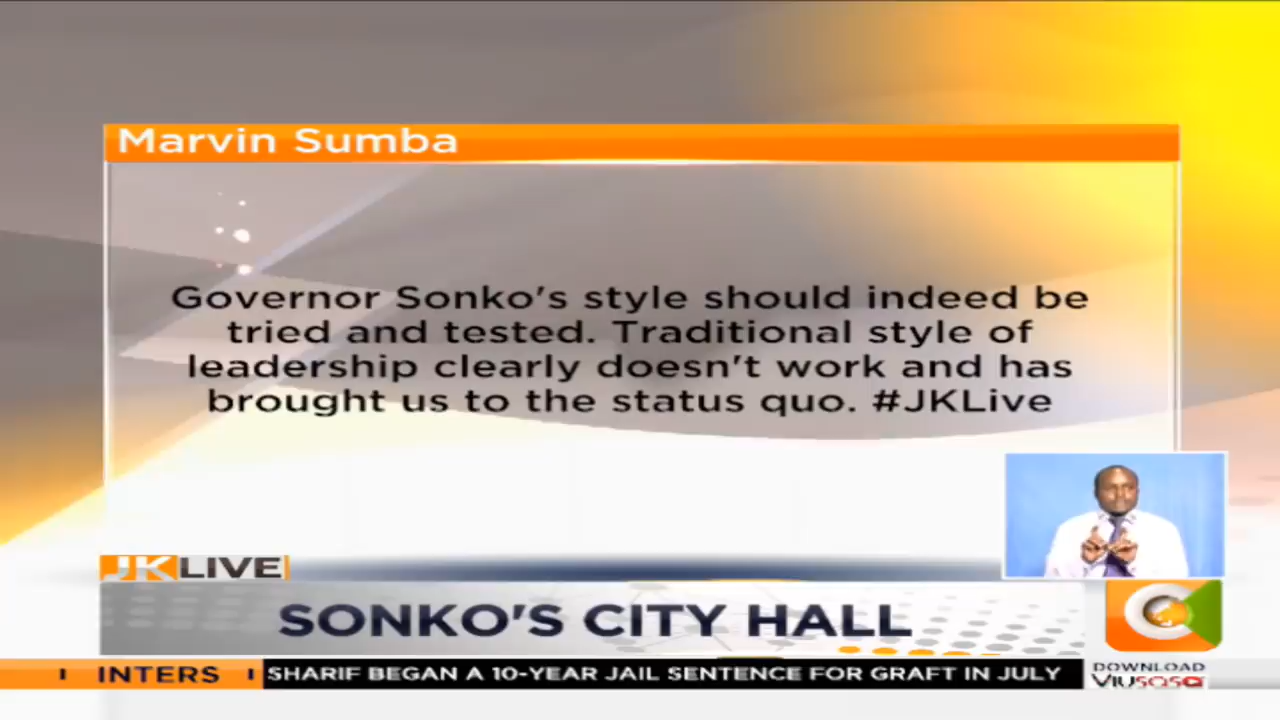 Marvin Sumba
Governor Sonko's style should indeed be
tried and tested. Traditional style of
leadership clearly doesn't work and has
brought us to the status quo. #JKLive
JKLIVE
SONKO'S CITY HALL
INTERS
SHARIF BEGAN A 10-YEAR JAIL SENTENCE FOR GRAFT IN JULY
DOWNLOAD
VIUSASA